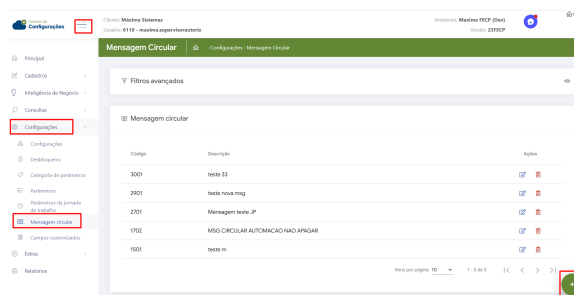 Central de
Configurações
Cliente: Máxima Sistemas
Usuário: 6110 - maxima.supervisorautoriz
Ambiente: Maxima FECP (Dev)
Versão: 23FECP
Mensagem Circular
- Configurações - Mensagem Circular
Principal
Cadastros
Inteligência de Negócio
Consultas
Configurações
Configurações
Desbloqueios
Categoria de parâmetros
Parâmetros
Parâmetros da jornada
de trabalho
Mensagem circular
Campos customizados
Extras
Relatórios
Filtros avançados
Mensagem circular
Código Descrição Ações
3001 teste 33
2901 teste nova msg
2701 Mensagem teste JP
1702 MSG CIRCULAR AUTOMACAO NAO APAGAR
1501 teste m
Itens por página 10 1 - 5 de 5 |< < > >|
+